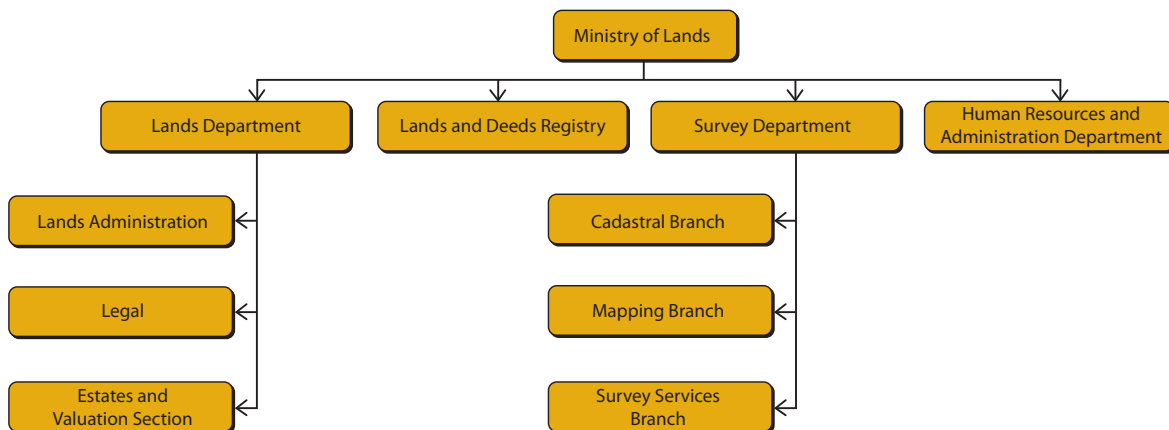 Ministry of Lands
Lands Department
Lands and Deeds Registry
Survey Department
Human Resources and
Administration Department
Lands Administration
Cadastral Branch
Legal
Mapping Branch
Estates and
Valuation Section
Survey Services
Branch